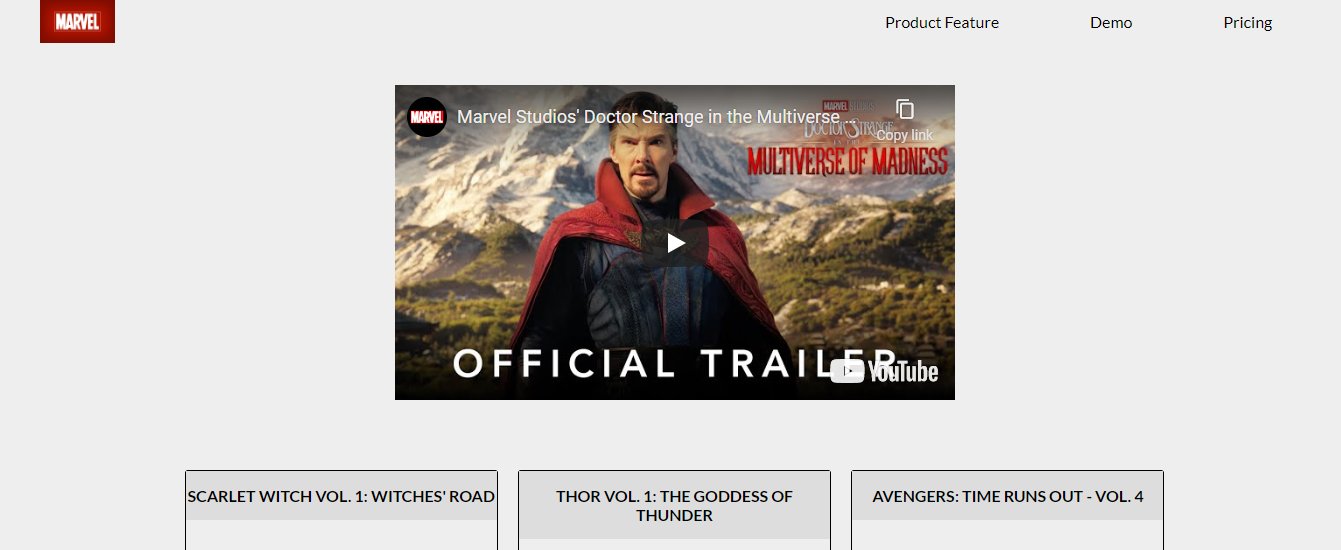 MARVEL
Product Feature
Demo
Pricing
MARVEL
Marvel Studios' Doctor Strange in the Multiverse ...
Copy link
MARVEL STUDIOS
DOCTOR STRANGE
IN THE
MULTIVERSE OF MADNESS
OFFICIAL TRAILER
YouTube
SCARLET WITCH VOL. 1: WITCHES' ROAD
THOR VOL. 1: THE GODDESS OF
THUNDER
AVENGERS: TIME RUNS OUT - VOL. 4